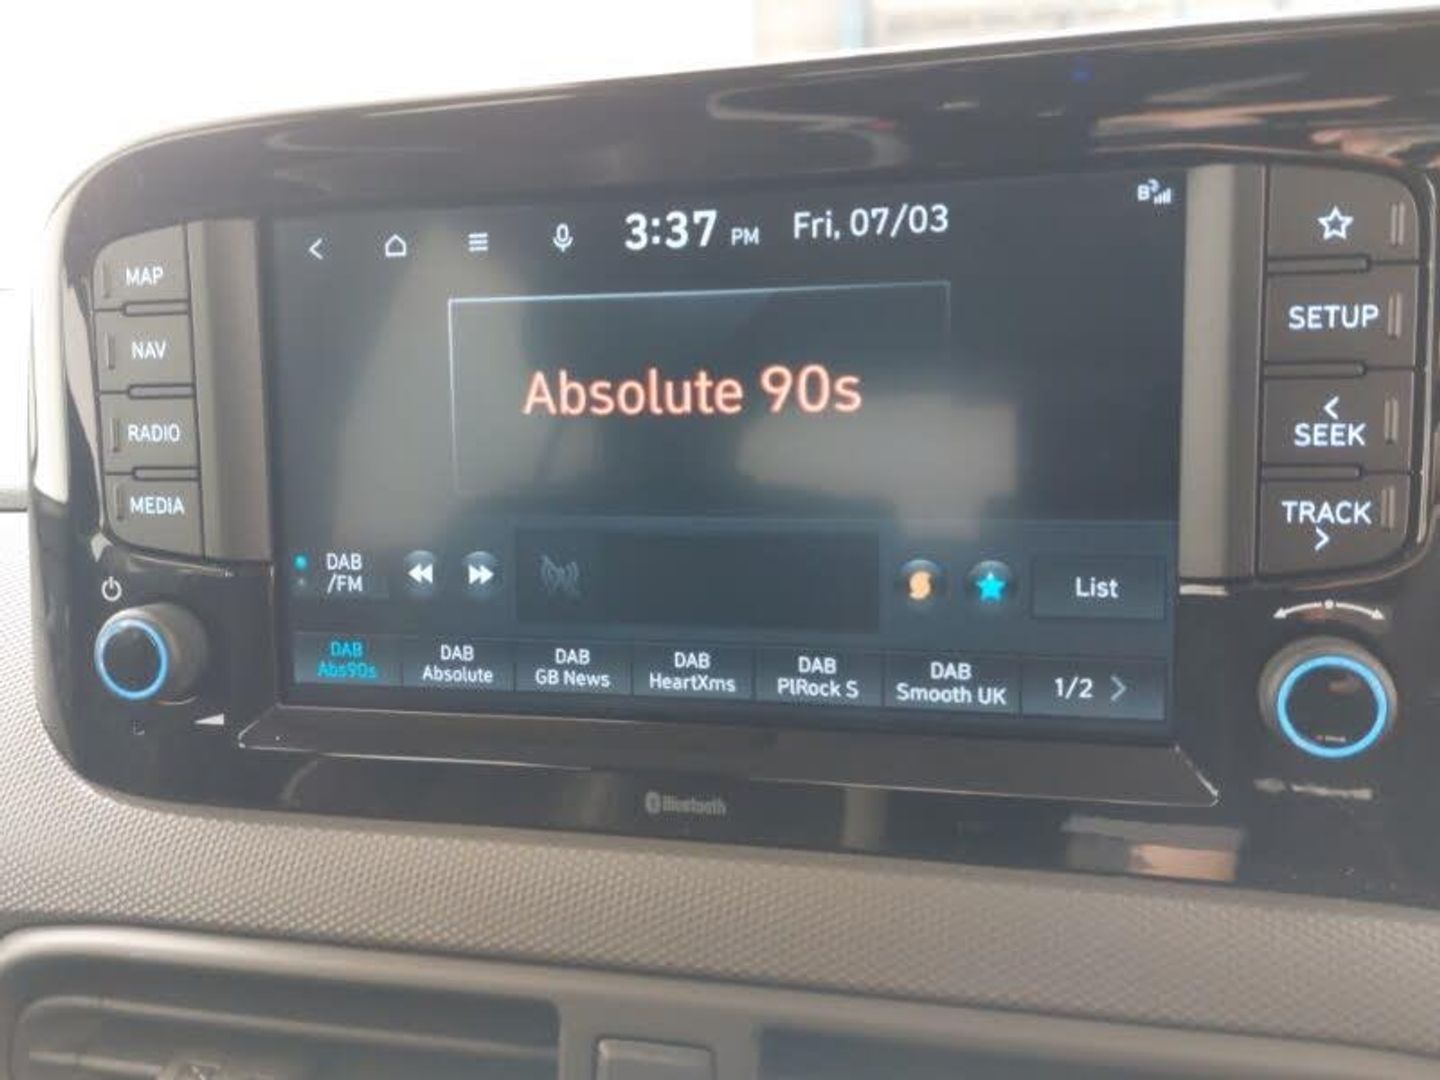 3:37 PM Fri, 07/03
MAP
NAV
RADIO
MEDIA
Absolute 90s
DAB
/FM
List
DAB
Abs90s
DAB
Absolute
DAB
GB News
DAB
HeartXms
DAB
PlRock S
DAB
Smooth UK
1/2
SETUP
SEEK
TRACK
Bluetooth